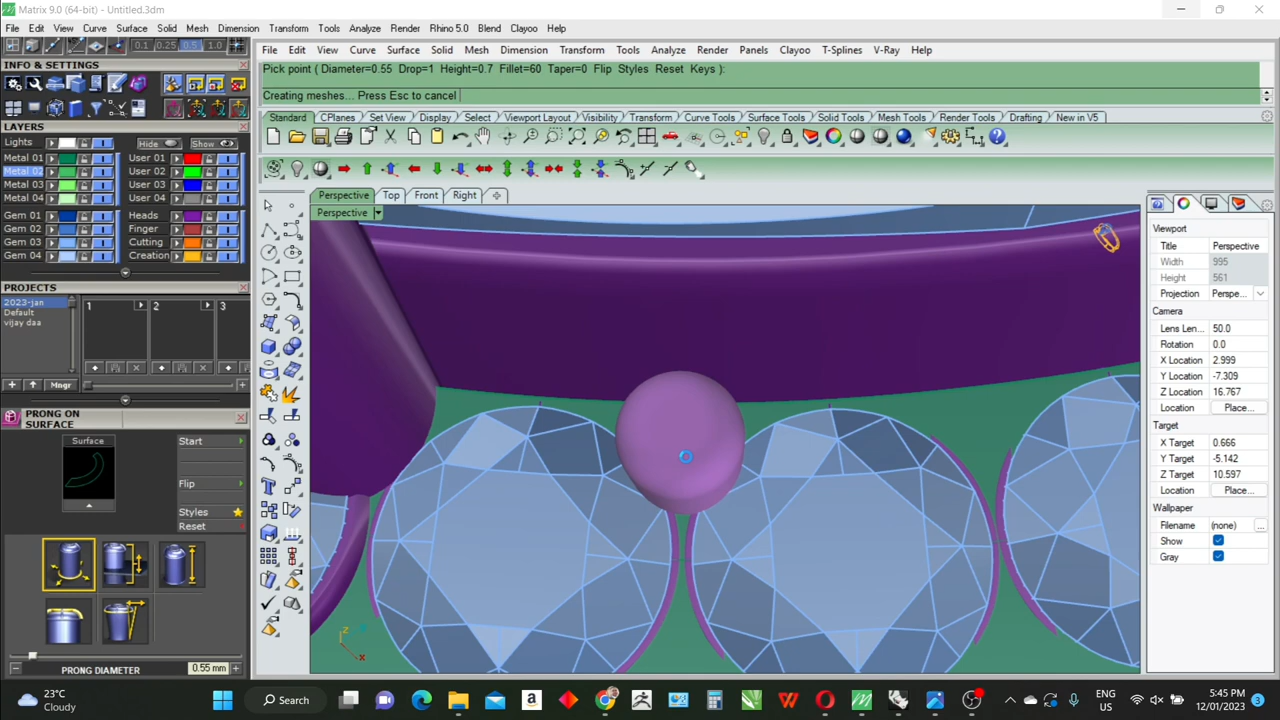 Matrix 9.0 (64-bit) - Untitled.3dm
File Edit View Curve Surface Solid Mesh Dimension Transform Tools Analyze Render Rhino 5.0 Blend Clayoo Help
0.1 0.25 0.5 1.0
INFO & SETTINGS
LAYERS
Lights Hide Show
Metal 01 User 01
Metal 02 User 02
Metal 03 User 03
Metal 04 User 04
Gem 01 Heads
Gem 02 Finger
Gem 03 Cutting
Gem 04 Creation
PROJECTS
2023-jan
Default
vijay daa
1 2 3
Mngr
PRONG ON SURFACE
Surface
Start
Flip
Styles
Reset
PRONG DIAMETER 0.55 mm
File Edit View Curve Surface Solid Mesh Dimension Transform Tools Analyze Render Panels Clayoo T-Splines V-Ray Help
Pick point ( Diameter=0.55 Drop=1 Height=0.7 Fillet=60 Taper=0 Flip Styles Reset Keys ):
Creating meshes... Press Esc to cancel
Standard CPlanes Set View Display Select Viewport Layout Visibility Transform Curve Tools Surface Tools Solid Tools Mesh Tools Render Tools Drafting New in V5
Perspective Top Front Right
Perspective
z
x
Viewport
Title Perspective
Width 995
Height 561
Projection Perspe...
Camera
Lens Len... 50.0
Rotation 0.0
X Location 2.999
Y Location -7.309
Z Location 16.767
Location Place...
Target
X Target 0.666
Y Target -5.142
Z Target 10.597
Location Place...
Wallpaper
Filename (none) ...
Show
Gray
23°C
Cloudy
Search
ENG
US
5:45 PM
12/01/2023
3